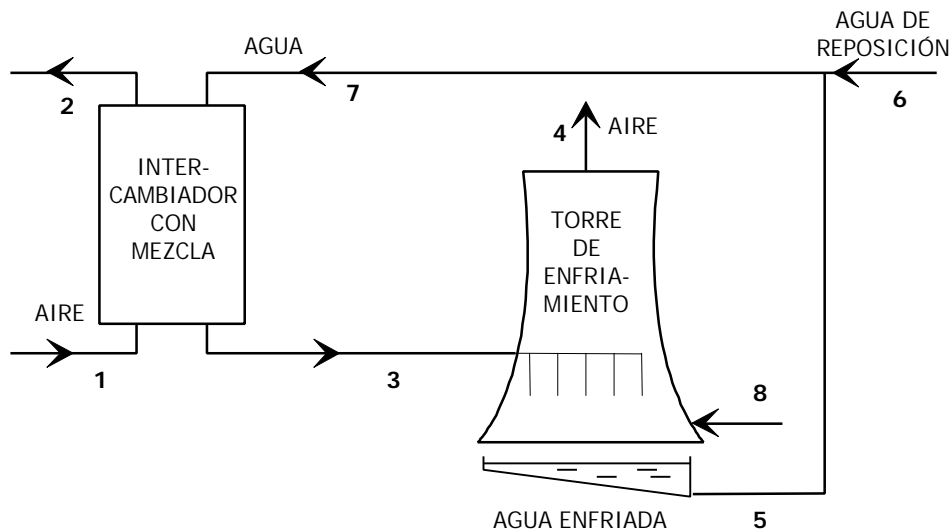 AGUA DE
REPOSICIÓN
AGUA
2
7
6
4
AIRE
INTER-
CAMBIADOR
CON
MEZCLA
TORRE
DE
ENFRIA-
MIENTO
AIRE
1
3
8
AGUA ENFRIADA
5